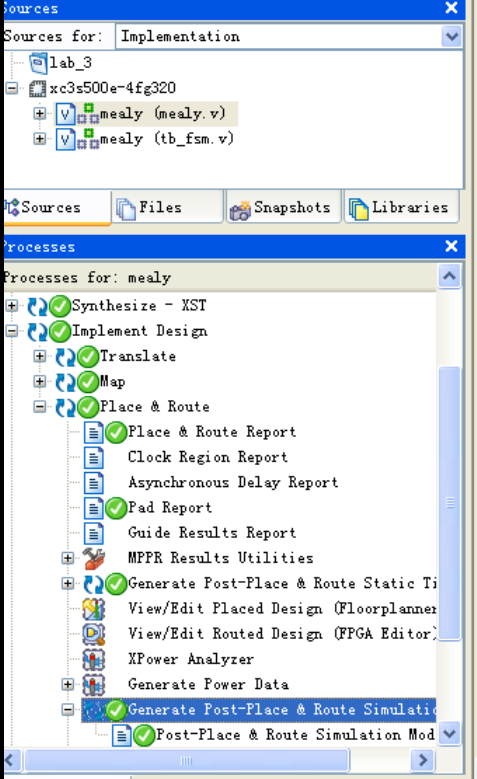 Sources
Sources for: Implementation
lab_3
xc3s500e-4fg320
mealy (mealy.v)
mealy (tb_fsm.v)
Sources Files Snapshots Libraries
Processes
Processes for: mealy
Synthesize - XST
Implement Design
Translate
Map
Place & Route
Place & Route Report
Clock Region Report
Asynchronous Delay Report
Pad Report
Guide Results Report
MPPR Results Utilities
Generate Post-Place & Route Static Ti
View/Edit Placed Design (Floorplanner
View/Edit Routed Design (FPGA Editor)
XPower Analyzer
Generate Power Data
Generate Post-Place & Route Simulatio
Post-Place & Route Simulation Mod